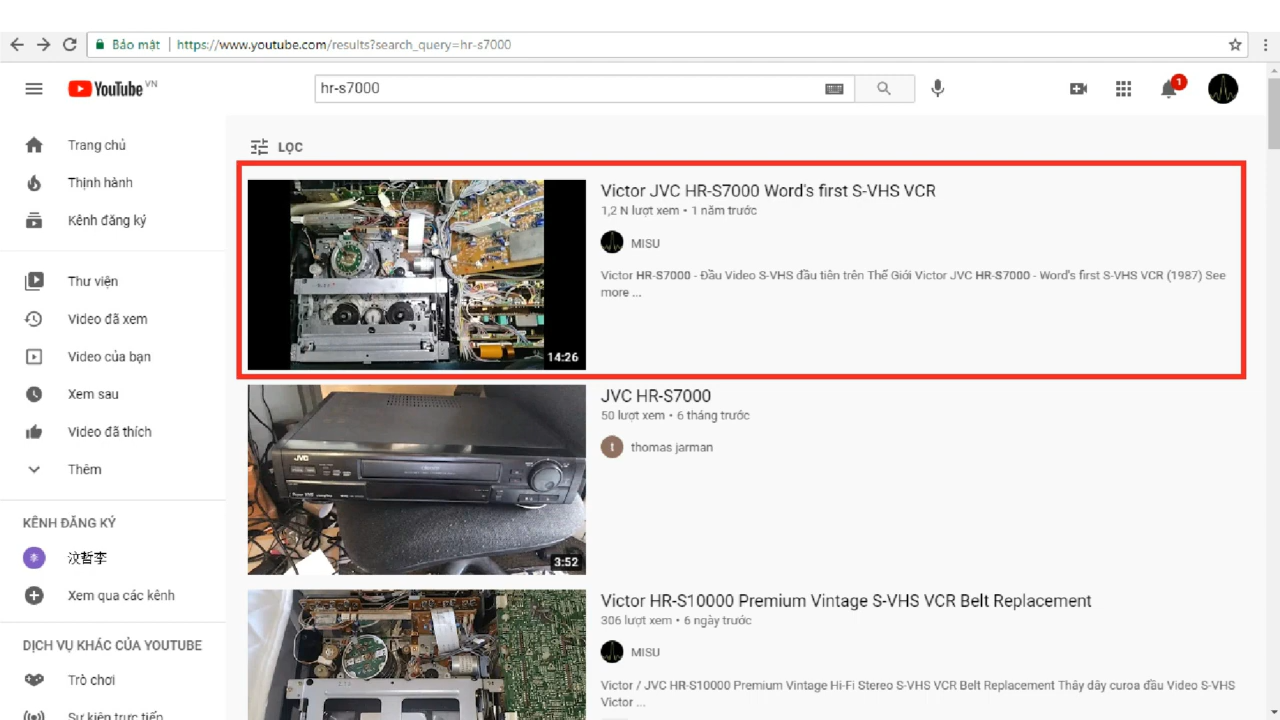 Bảo mật | https://www.youtube.com/results?search_query=hr-s7000
YouTube VN
hr-s7000
1
Trang chủ
Thịnh hành
Kênh đăng ký
Thư viện
Video đã xem
Video của bạn
Xem sau
Video đã thích
Thêm
KÊNH ĐĂNG KÝ
李
汶哲李
Xem qua các kênh
DỊCH VỤ KHÁC CỦA YOUTUBE
Trò chơi
Sự kiện trực tiếp
LỌC
14:26
Victor JVC HR-S7000 Word's first S-VHS VCR
1,2 N lượt xem • 1 năm trước
MISU
Victor HR-S7000 - Đầu Video S-VHS đầu tiên trên Thế Giới Victor JVC HR-S7000 - Word's first S-VHS VCR (1987) See
more ...
JVC
3:52
JVC HR-S7000
50 lượt xem • 6 tháng trước
t
thomas jarman
Victor HR-S10000 Premium Vintage S-VHS VCR Belt Replacement
306 lượt xem • 6 ngày trước
MISU
Victor / JVC HR-S10000 Premium Vintage Hi-Fi Stereo S-VHS VCR Belt Replacement Thay dây curoa đầu Video S-VHS
Victor ...